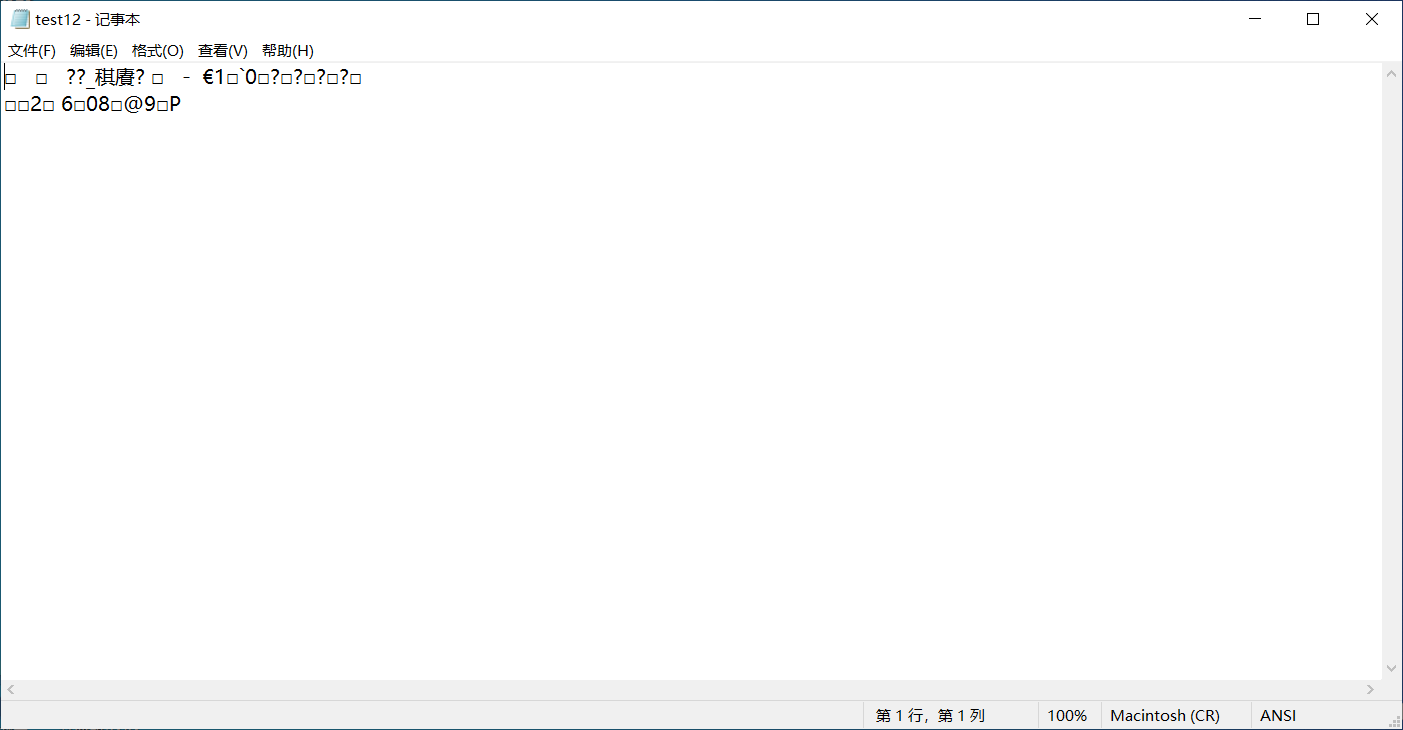 test12 - 记事本
文件(F) 编辑(E) 格式(O) 查看(V) 帮助(H)
□ □ ??_稘賡? □ - €1□`0□?□?□?□?□
□□2□ 6□08□@9□P
第 1 行，第 1 列 100% Macintosh (CR) ANSI